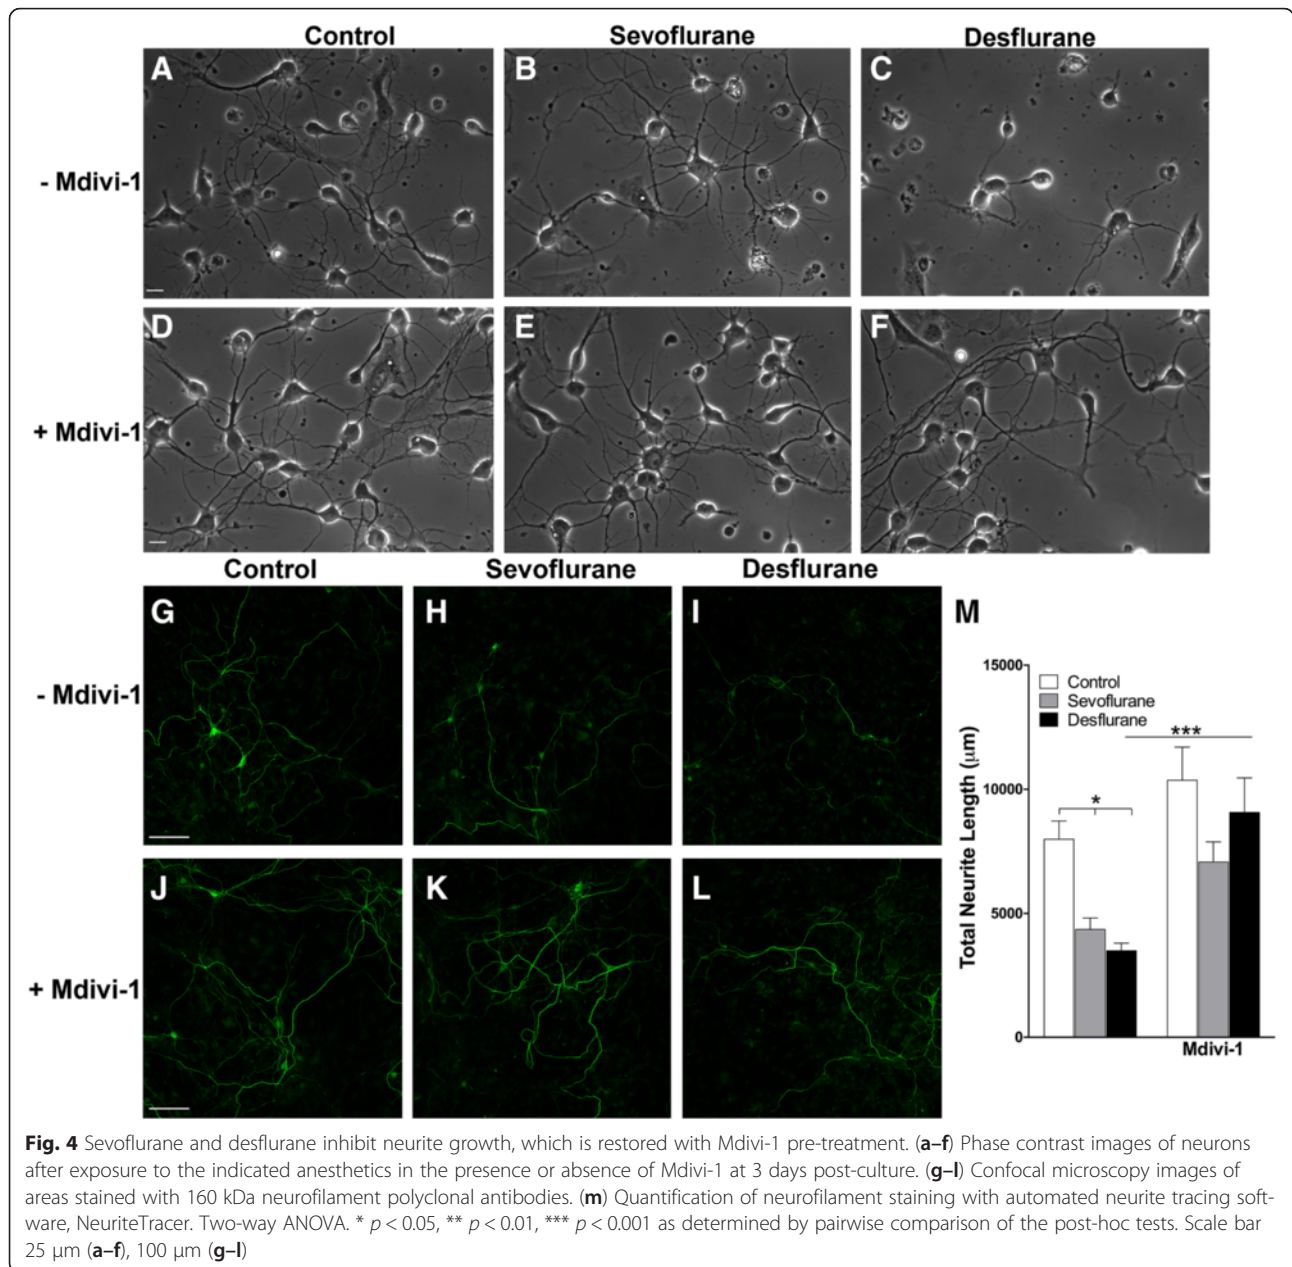 Control
Sevoflurane
Desflurane
A
B
C
- Mdivi-1
D
E
F
+ Mdivi-1
Control
Sevoflurane
Desflurane
G
H
I
- Mdivi-1
J
K
L
+ Mdivi-1
M
15000
10000
5000
0
Total Neurite Length (μm)
Control
Sevoflurane
Desflurane
*
***
Mdivi-1
Fig. 4 Sevoflurane and desflurane inhibit neurite growth, which is restored with Mdivi-1 pre-treatment. (a–f) Phase contrast images of neurons
after exposure to the indicated anesthetics in the presence or absence of Mdivi-1 at 3 days post-culture. (g–l) Confocal microscopy images of
areas stained with 160 kDa neurofilament polyclonal antibodies. (m) Quantification of neurofilament staining with automated neurite tracing soft-
ware, NeuriteTracer. Two-way ANOVA. * p < 0.05, ** p < 0.01, *** p < 0.001 as determined by pairwise comparison of the post-hoc tests. Scale bar
25 μm (a–f), 100 μm (g–l)